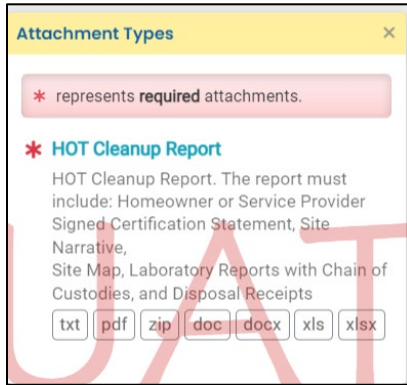 Attachment Types ×
* represents required attachments.
* HOT Cleanup Report
HOT Cleanup Report. The report must
include: Homeowner or Service Provider
Signed Certification Statement, Site
Narrative,
Site Map, Laboratory Reports with Chain of
Custodies, and Disposal Receipts
txt pdf zip doc docx xls xlsx
UAT